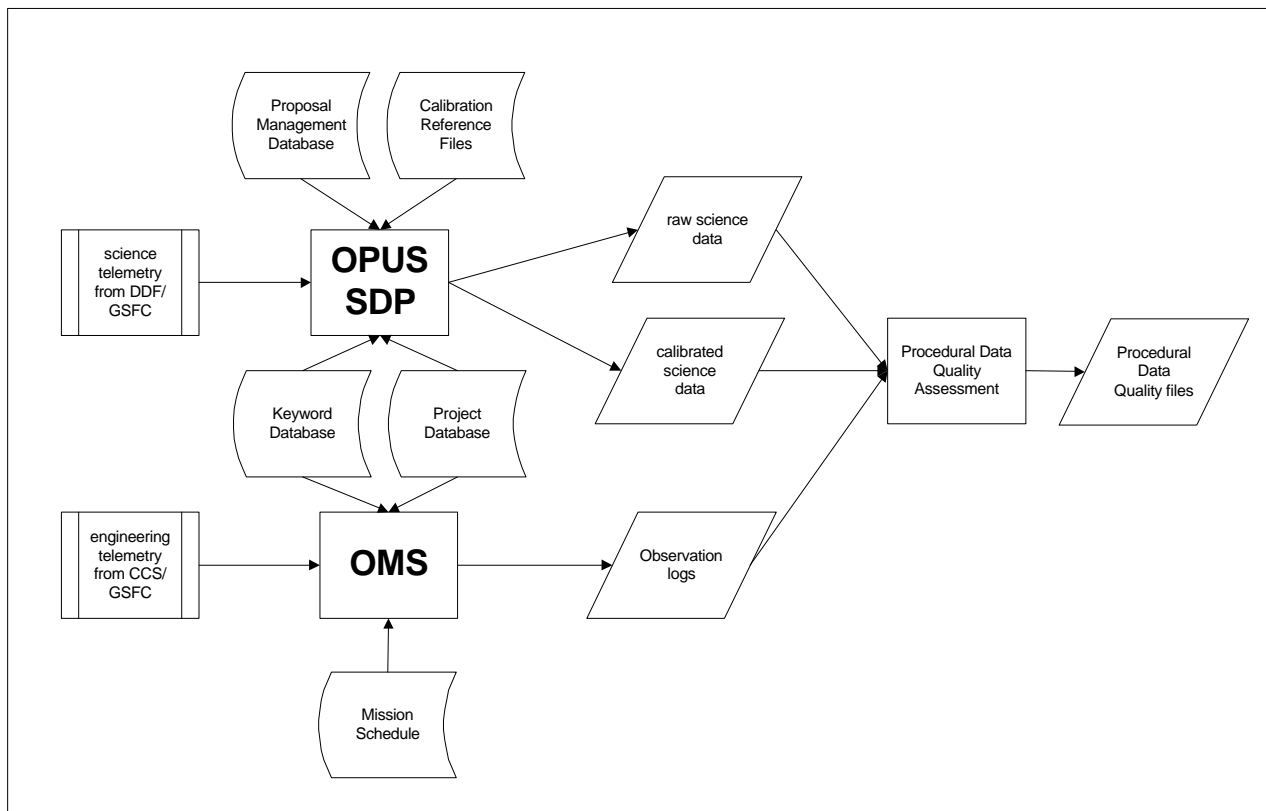 Proposal
Management
Database
Calibration
Reference
Files
science
telemetry
from DDF/
GSFC
OPUS
SDP
raw science
data
calibrated
science
data
Procedural Data
Quality
Assessment
Procedural
Data
Quality files
Keyword
Database
Project
Database
engineering
telemetry
from CCS/
GSFC
OMS
Observation
logs
Mission
Schedule